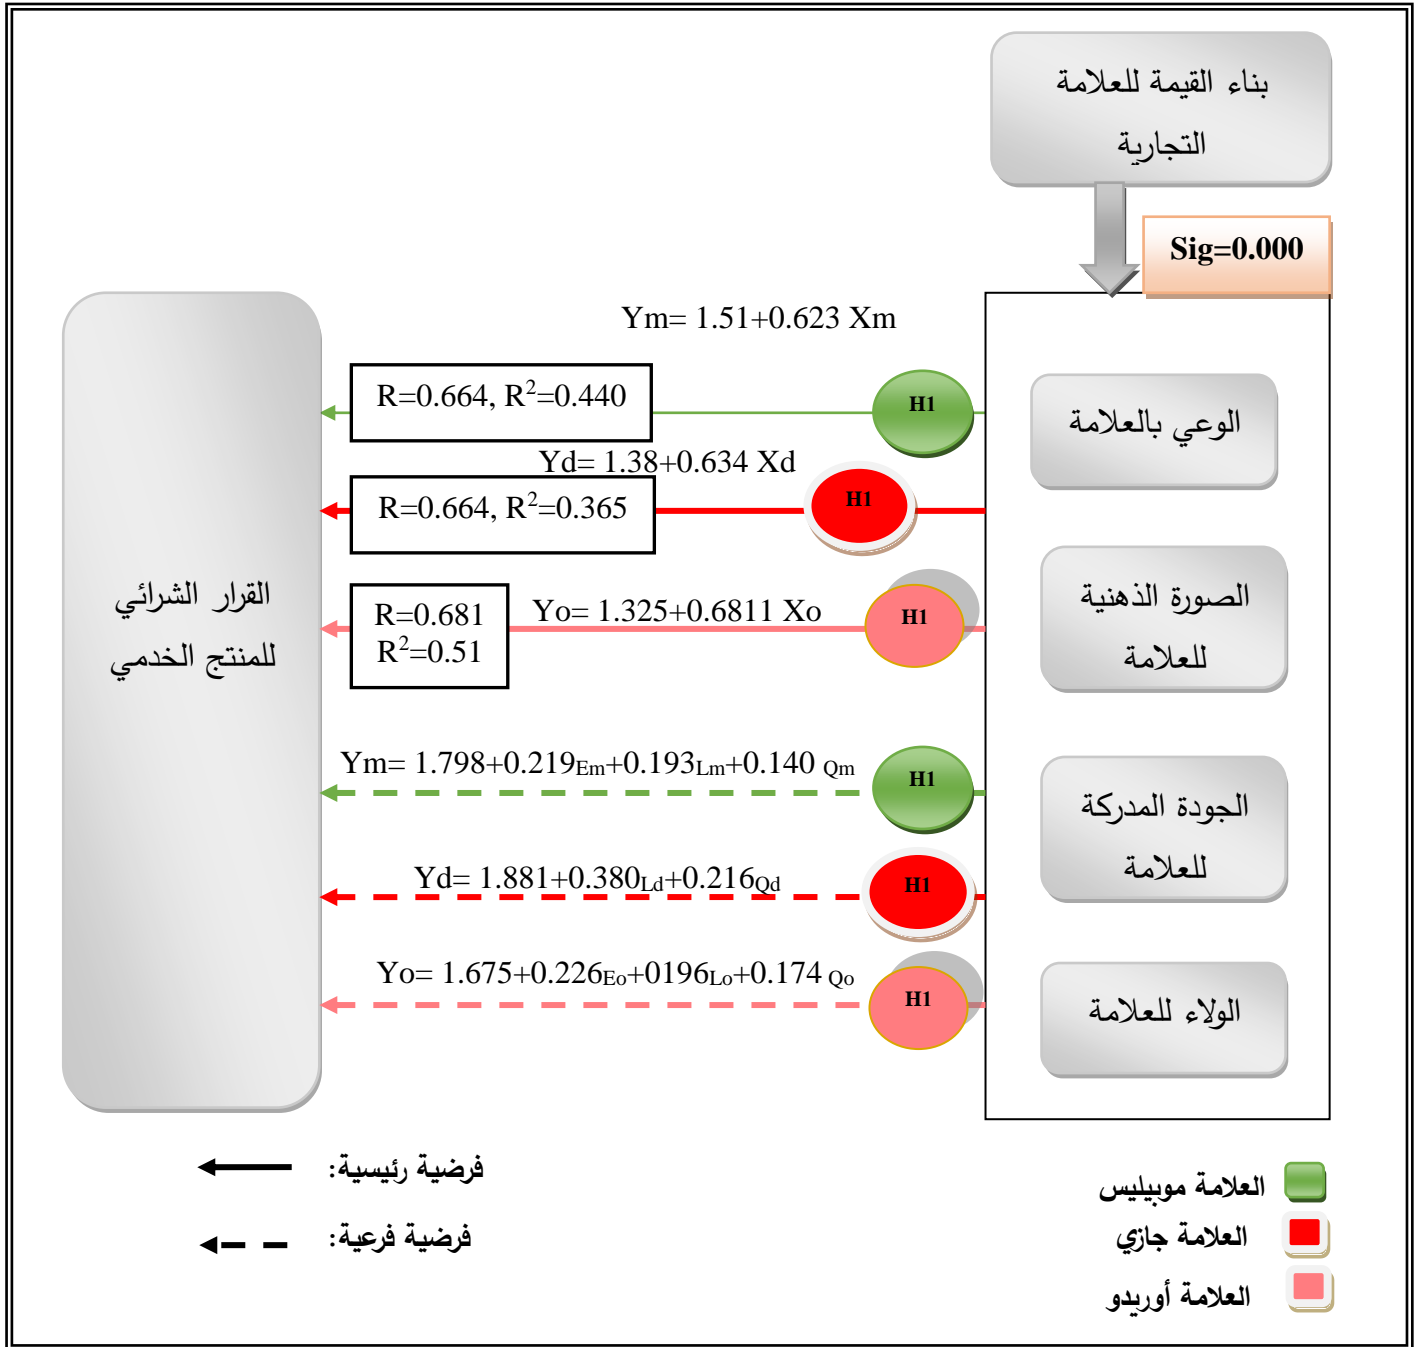 بناء القيمة للعلامة
التجارية
Sig=0.000
Ym= 1.51+0.623 Xm
R=0.664, R²=0.440
H1
الوعي بالعلامة
Yd= 1.38+0.634 Xd
R=0.664, R²=0.365
H1
القرار الشرائي
للمنتج الخدمي
R=0.681
R²=0.51
Yo= 1.325+0.6811 Xo
H1
الصورة الذهنية
للعلامة
Ym= 1.798+0.219Em+0.193Lm+0.140 Qm
H1
الجودة المدركة
للعلامة
Yd= 1.881+0.380Ld+0.216Qd
H1
Yo= 1.675+0.226Eo+0196Lo+0.174 Qo
H1
الولاء للعلامة
فرضية رئيسية:
فرضية فرعية:
العلامة موبيليس
العلامة جازي
العلامة أوريدو